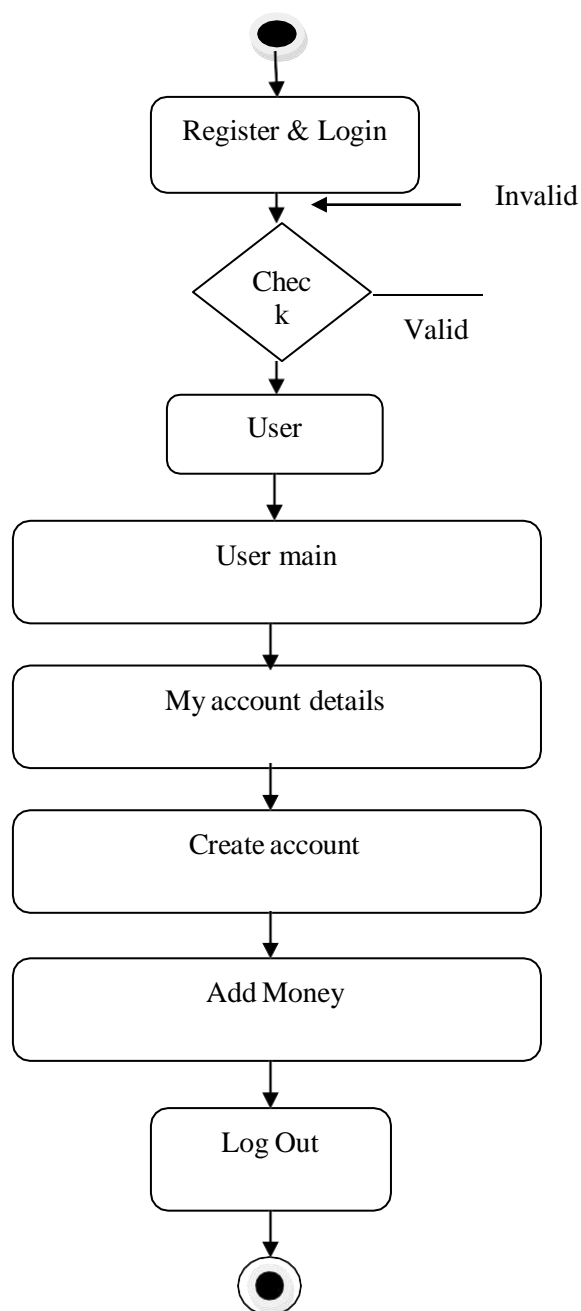 Register & Login
Invalid
Chec
k
Valid
User
User main
My account details
Create account
Add Money
Log Out